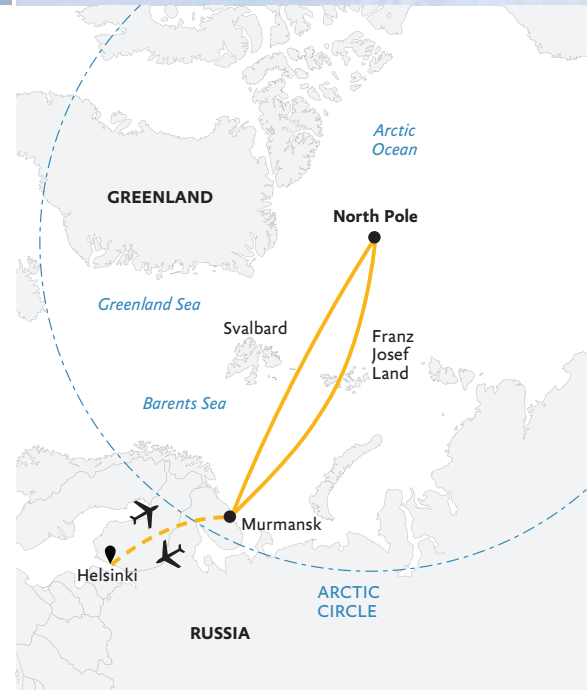 Arctic
Ocean
GREENLAND
North Pole
Greenland Sea
Svalbard
Franz
Josef
Land
Barents Sea
Murmansk
Helsinki
ARCTIC
CIRCLE
RUSSIA